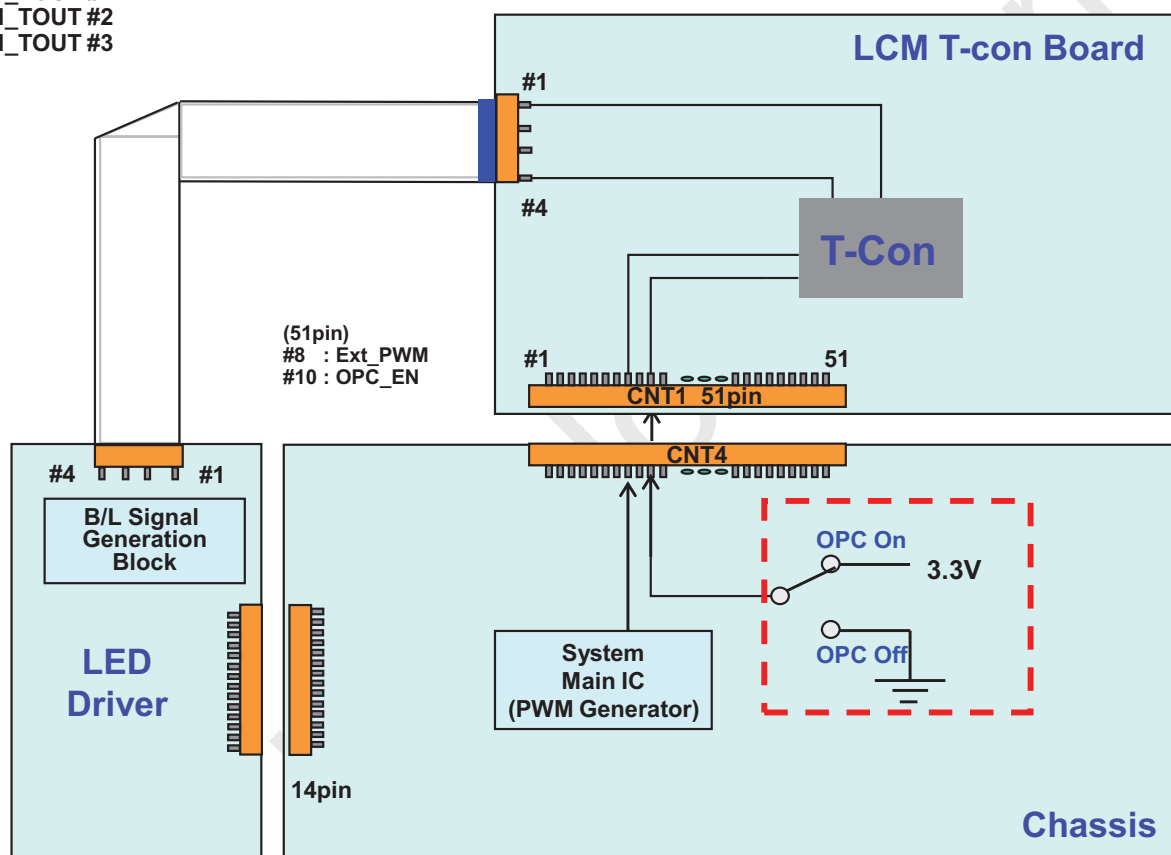 _TOUT #2
_TOUT #3
LCM T-con Board
#1
#4
T-Con
(51pin)
#8 : Ext_PWM
#10 : OPC_EN
#1
51
CNT1 51pin
CNT4
#4
#1
B/L Signal
Generation
Block
OPC On
3.3V
OPC Off
System
Main IC
(PWM Generator)
LED
Driver
14pin
Chassis